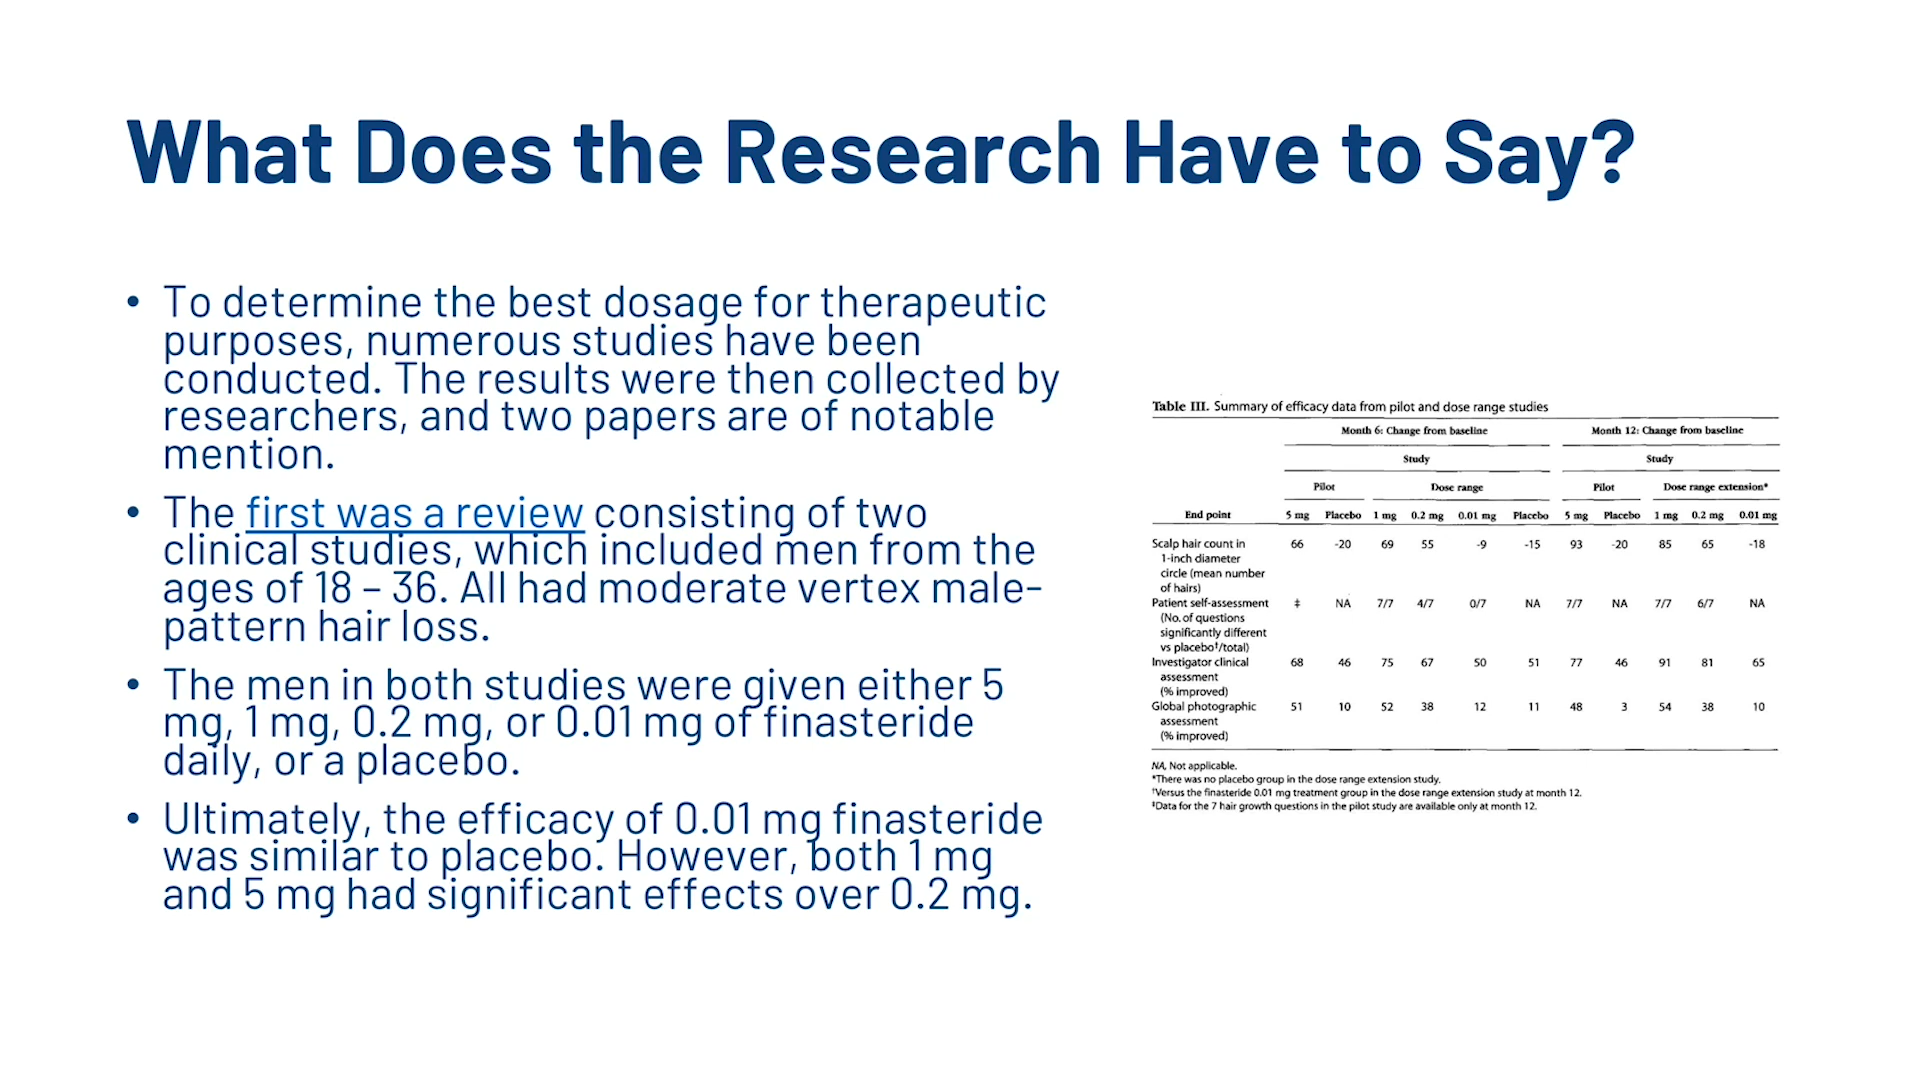 What Does the Research Have to Say?
• To determine the best dosage for therapeutic
purposes, numerous studies have been
conducted. The results were then collected by
researchers, and two papers are of notable
mention.
• The first was a review consisting of two
clinical studies, which included men from the
ages of 18 – 36. All had moderate vertex male-
pattern hair loss.
• The men in both studies were given either 5
mg, 1 mg, 0.2 mg, or 0.01 mg of finasteride
daily, or a placebo.
• Ultimately, the efficacy of 0.01 mg finasteride
was similar to placebo. However, both 1 mg
and 5 mg had significant effects over 0.2 mg.
Table III. Summary of efficacy data from pilot and dose range studies
Month 6: Change from baseline Month 12: Change from baseline
Study Study
Pilot Dose range Pilot Dose range extension*
End point 5 mg Placebo 1 mg 0.2 mg 0.01 mg Placebo 5 mg Placebo 1 mg 0.2 mg 0.01 mg
Scalp hair count in 66 -20 69 55 -9 -15 93 -20 85 65 -18
1-inch diameter
circle (mean number
of hairs)
Patient self-assessment ‡ NA 7/7 4/7 0/7 NA 7/7 NA 7/7 6/7 NA
(No. of questions
significantly different
vs placebo†/total)
Investigator clinical 68 46 75 67 50 51 77 46 91 81 65
assessment
(% improved)
Global photographic 51 10 52 38 12 11 48 3 54 38 10
assessment
(% improved)
NA, Not applicable.
*There was no placebo group in the dose range extension study.
†Versus the finasteride 0.01 mg treatment group in the dose range extension study at month 12.
‡Data for the 7 hair growth questions in the pilot study are available only at month 12.